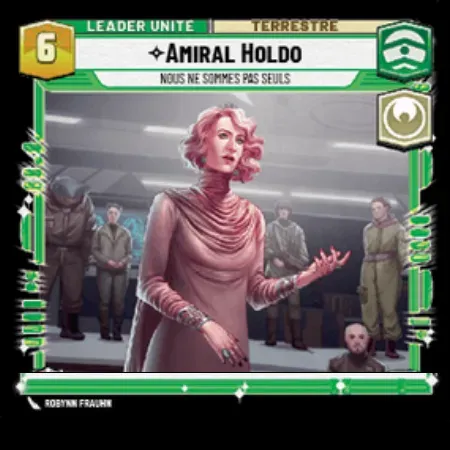 LEADER UNITÉ
TERRESTRE
6
AMIRAL HOLDO
NOUS NE SOMMES PAS SEULS
ROBYNN FRAUHN